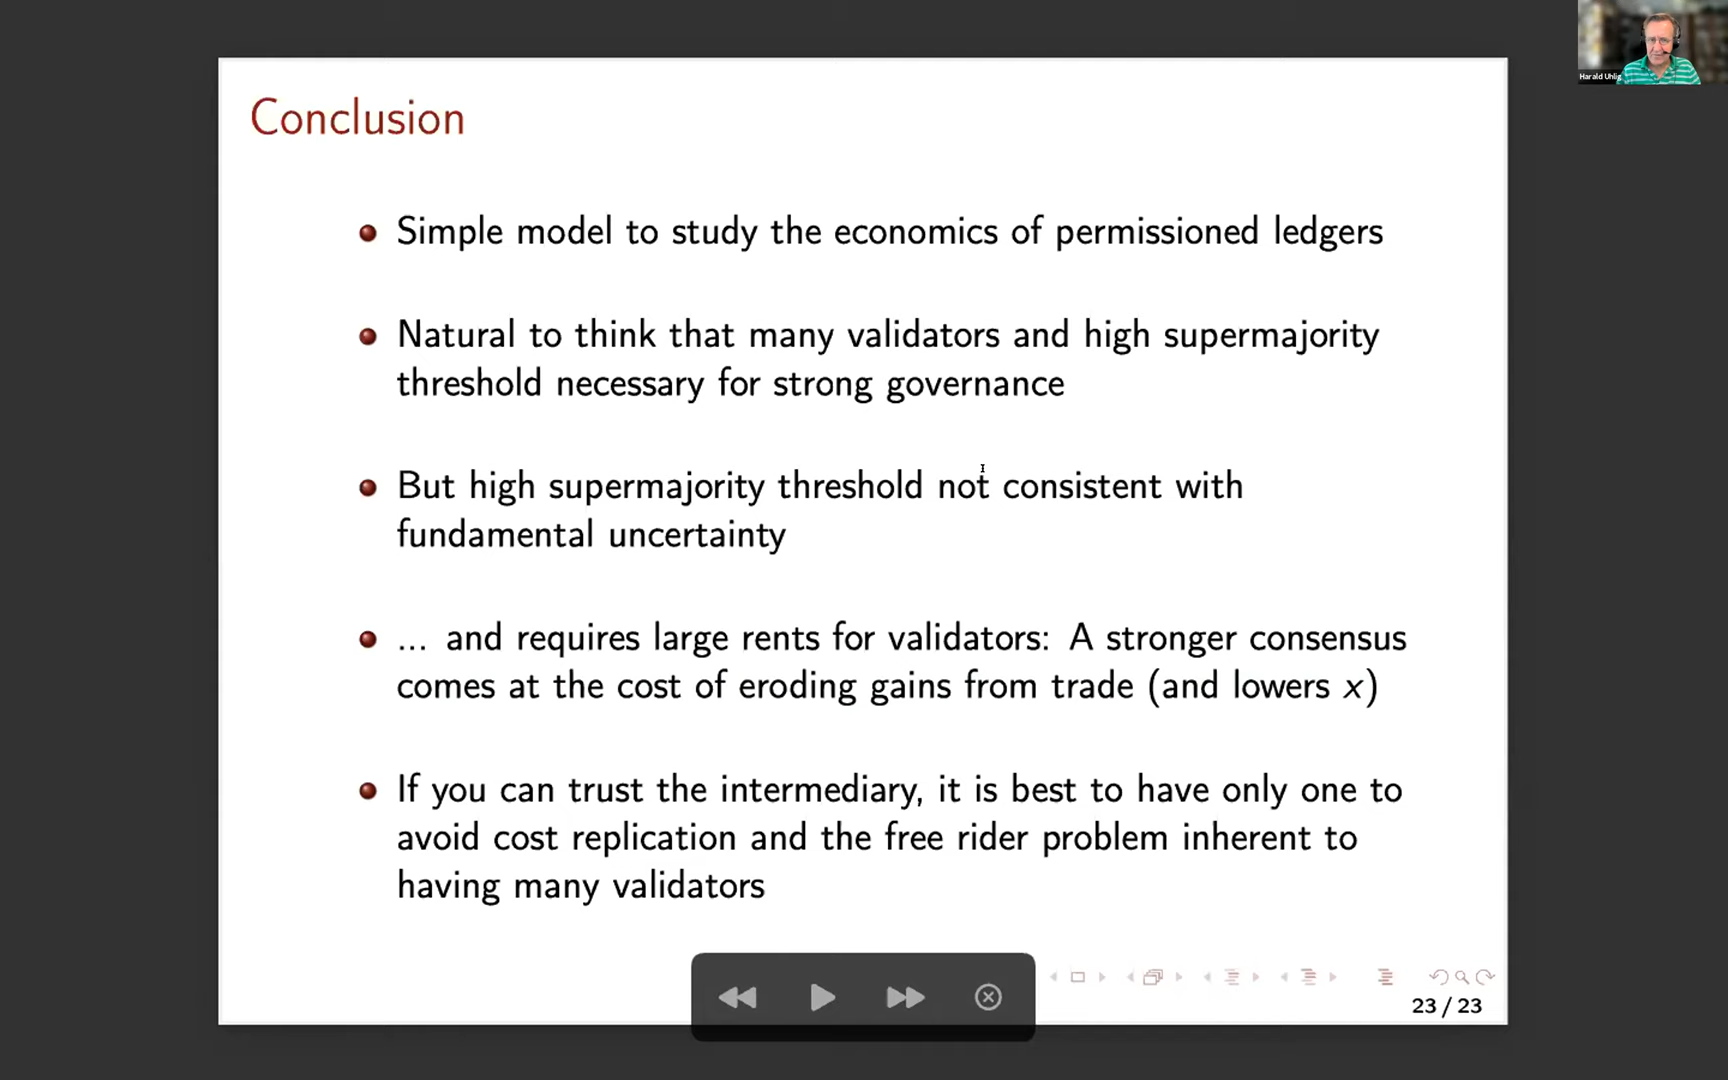 Harald Uhlig
Conclusion
Simple model to study the economics of permissioned ledgers
Natural to think that many validators and high supermajority
threshold necessary for strong governance
But high supermajority threshold not consistent with
fundamental uncertainty
... and requires large rents for validators: A stronger consensus
comes at the cost of eroding gains from trade (and lowers x)
If you can trust the intermediary, it is best to have only one to
avoid cost replication and the free rider problem inherent to
having many validators
23 / 23